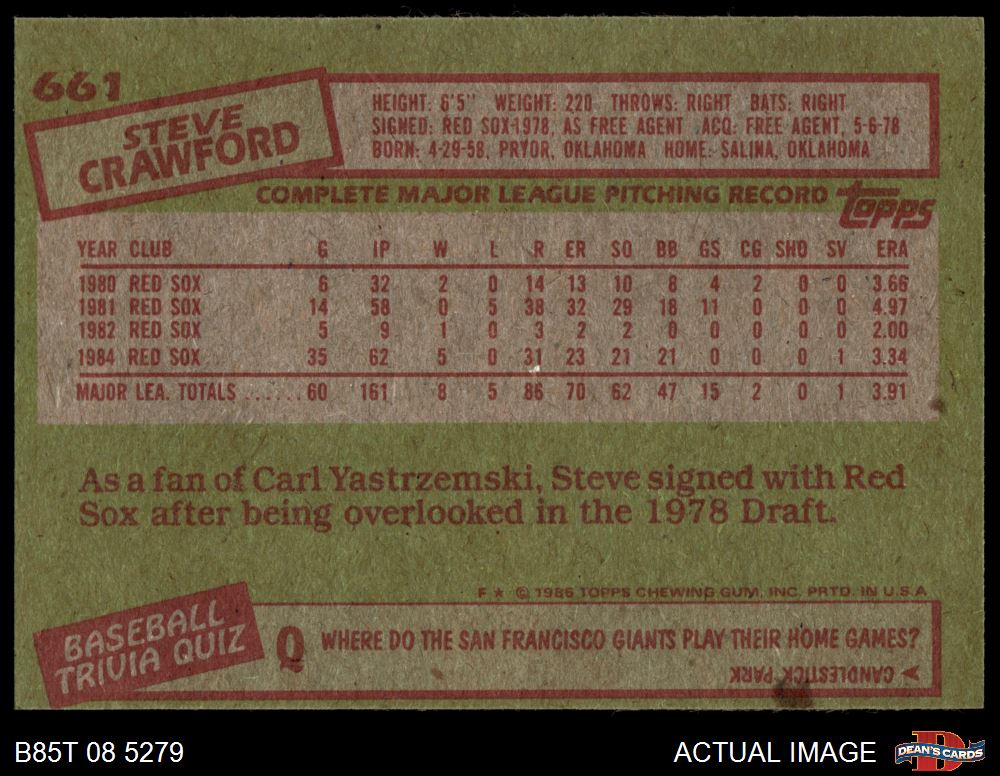 661
STEVE
CRAWFORD
HEIGHT: 6'5" WEIGHT: 220 THROWS: RIGHT BATS: RIGHT
SIGNED: RED SOX-1978, AS FREE AGENT ACQ: FREE AGENT, 5-6-78
BORN: 4-29-58, PRYOR, OKLAHOMA HOME: SALINA, OKLAHOMA
COMPLETE MAJOR LEAGUE PITCHING RECORD topps
YEAR CLUB G IP W L R ER SO BB GS CG SHO SV ERA
1980 RED SOX 6 32 2 0 14 13 10 8 4 2 0 0 3.66
1981 RED SOX 14 58 0 5 38 32 29 18 11 0 0 0 4.97
1982 RED SOX 5 9 1 0 3 2 2 0 0 0 0 0 2.00
1984 RED SOX 35 62 5 0 31 23 21 21 0 0 0 1 3.34
MAJOR LEA. TOTALS ...... 60 161 8 5 86 70 62 47 15 2 0 1 3.91
As a fan of Carl Yastrzemski, Steve signed with Red
Sox after being overlooked in the 1978 Draft.
F ★ © 1985 TOPPS CHEWING GUM, INC. PRTD. IN U.S.A
BASEBALL
TRIVIA QUIZ
Q WHERE DO THE SAN FRANCISCO GIANTS PLAY THEIR HOME GAMES?
CANDLESTICK PARK
B85T 08 5279
ACTUAL IMAGE
DEAN'S CARDS